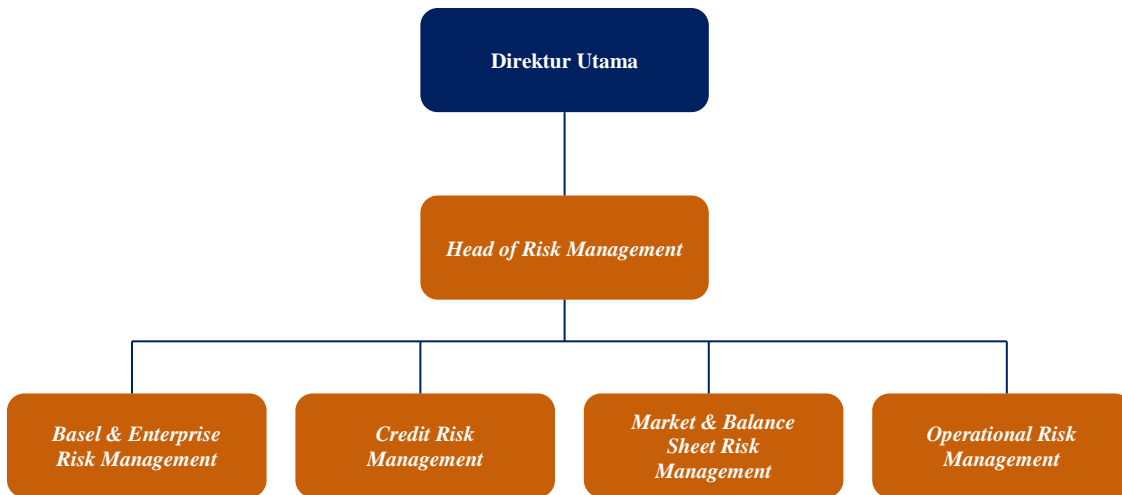 Direktur Utama
Head of Risk Management
Basel & Enterprise
Risk Management
Credit Risk
Management
Market & Balance
Sheet Risk
Management
Operational Risk
Management